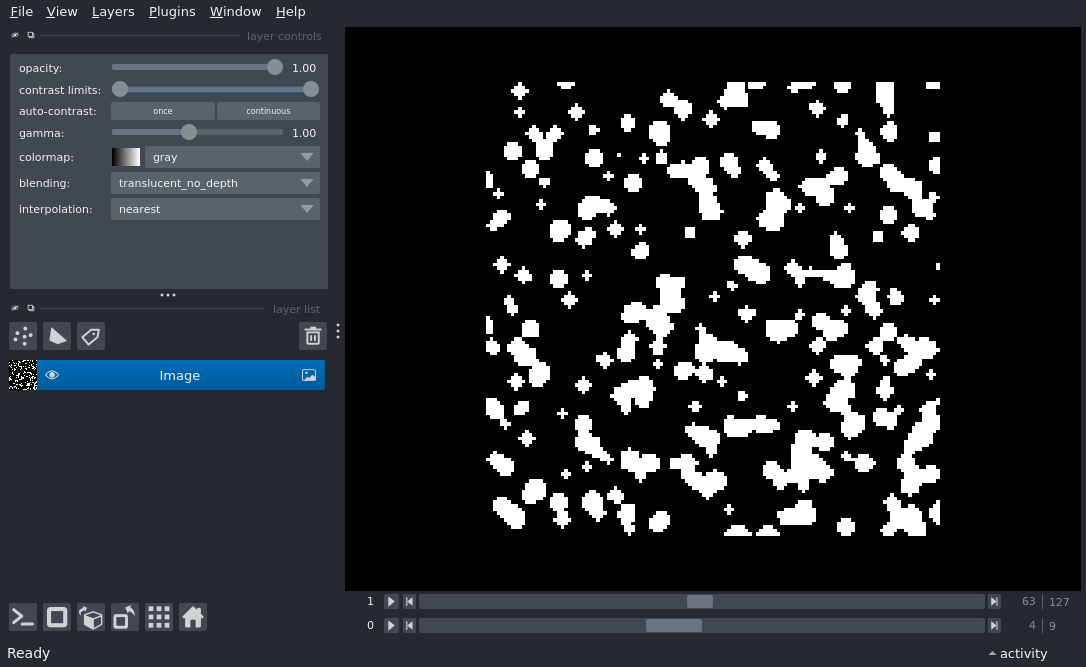 File View Layers Plugins Window Help
layer controls
opacity: 1.00
contrast limits:
auto-contrast: once continuous
gamma: 1.00
colormap: gray
blending: translucent_no_depth
interpolation: nearest
layer list
Image
1 63 127
0 4 9
Ready activity